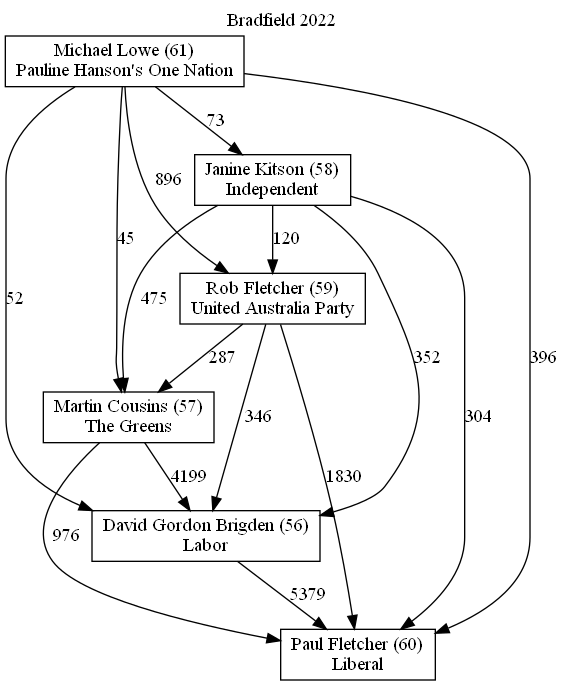 Bradfield 2022
Michael Lowe (61)
Pauline Hanson's One Nation
73
Janine Kitson (58)
Independent
896
45
120
52
475
Rob Fletcher (59)
United Australia Party
287
352
396
Martin Cousins (57)
The Greens
346
304
4199
1830
976
David Gordon Brigden (56)
Labor
5379
Paul Fletcher (60)
Liberal